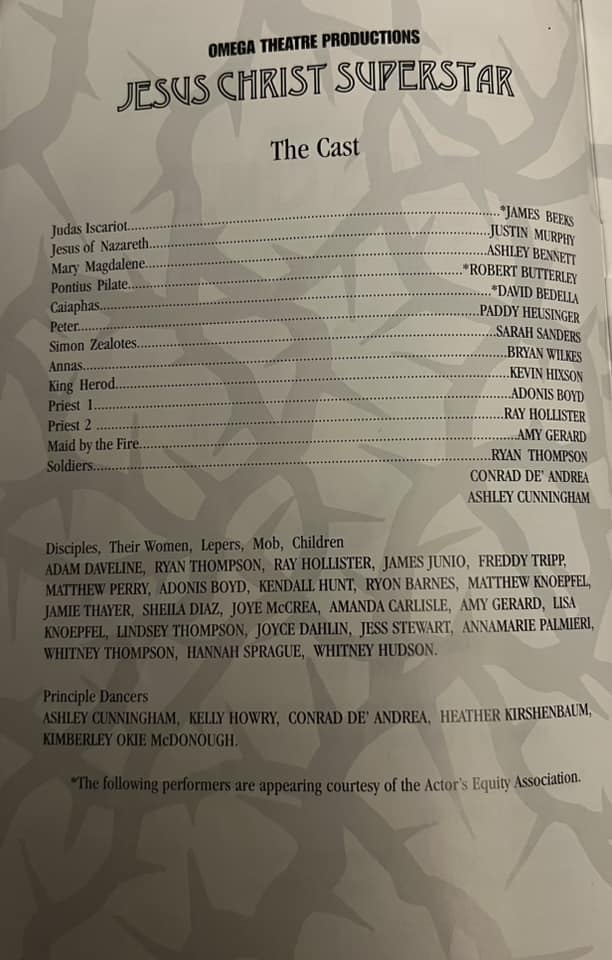 OMEGA THEATRE PRODUCTIONS
JESUS CHRIST SUPERSTAR
The Cast
Judas Iscariot........*JAMES BEEKS
Jesus of Nazareth........JUSTIN MURPHY
Mary Magdalene........ASHLEY BENNETT
Pontius Pilate........*ROBERT BUTTERLEY
Caiaphas........*DAVID BEDELLA
Peter........PADDY HEUSINGER
Simon Zealotes........SARAH SANDERS
Annas........BRYAN WILKES
King Herod........KEVIN HIXSON
Priest 1........ADONIS BOYD
Priest 2........RAY HOLLISTER
Maid by the Fire........AMY GERARD
Soldiers........RYAN THOMPSON
CONRAD DE' ANDREA
ASHLEY CUNNINGHAM
Disciples, Their Women, Lepers, Mob, Children
ADAM DAVELINE, RYAN THOMPSON, RAY HOLLISTER, JAMES JUNIO, FREDDY TRIPP,
MATTHEW PERRY, ADONIS BOYD, KENDALL HUNT, RYON BARNES, MATTHEW KNOEPFEL,
JAMIE THAYER, SHEILA DIAZ, JOYE McCREA, AMANDA CARLISLE, AMY GERARD, LISA
KNOEPFEL, LINDSEY THOMPSON, JOYCE DAHLIN, JESS STEWART, ANNAMARIE PALMIERI,
WHITNEY THOMPSON, HANNAH SPRAGUE, WHITNEY HUDSON.
Principle Dancers
ASHLEY CUNNINGHAM, KELLY HOWRY, CONRAD DE' ANDREA, HEATHER KIRSHENBAUM,
KIMBERLEY OKIE McDONOUGH.
*The following performers are appearing courtesy of the Actor's Equity Association.